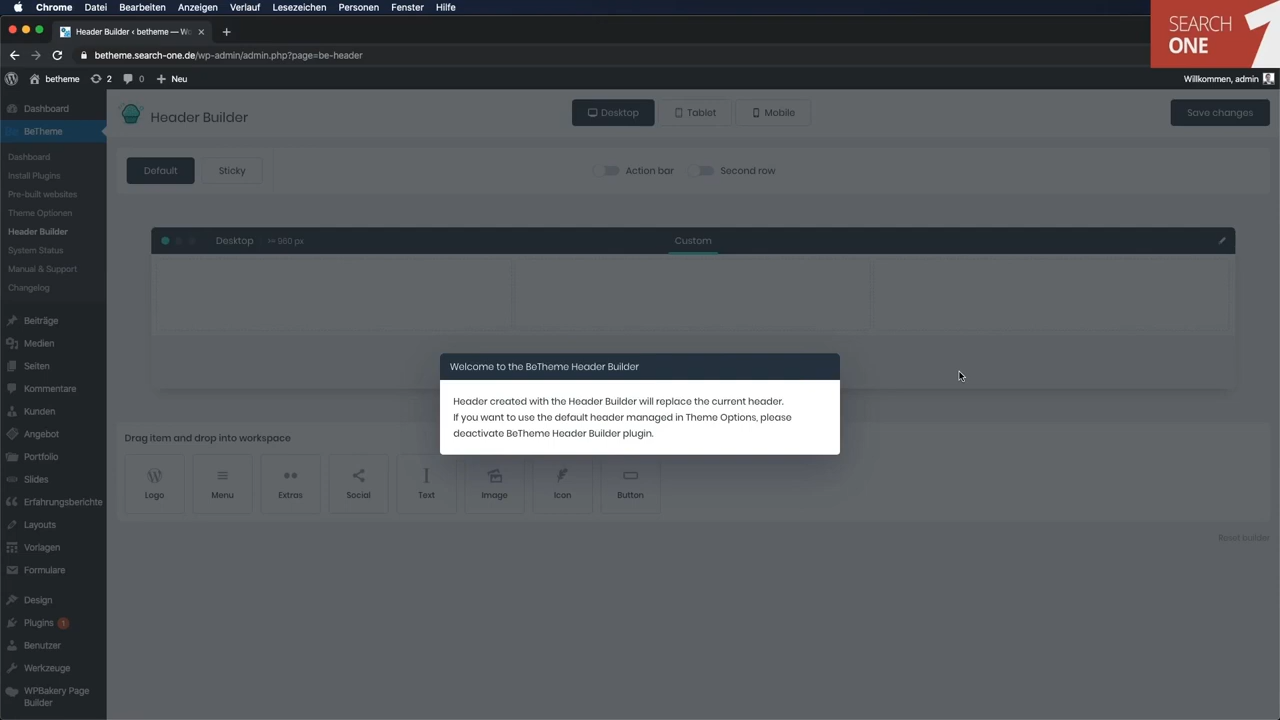 Chrome Datei Bearbeiten Anzeigen Verlauf Lesezeichen Personen Fenster Hilfe
SEARCH
ONE
1
Header Builder ‹ betheme — Wo
betheme.search-one.de/wp-admin/admin.php?page=be-header
betheme 2 0 Neu
Willkommen, admin
Dashboard
BeTheme
Dashboard
Install Plugins
Pre-built websites
Theme Optionen
Header Builder
System Status
Manual & Support
Changelog
Beiträge
Medien
Seiten
Kommentare
Kunden
Angebot
Portfolio
Slides
Erfahrungsberichte
Layouts
Vorlagen
Formulare
Design
Plugins 1
Benutzer
Werkzeuge
WPBakery Page
Builder
Header Builder
Desktop Tablet Mobile
Save changes
Default Sticky
Action bar Second row
Desktop >= 960 px Custom
Welcome to the BeTheme Header Builder
Header created with the Header Builder will replace the current header.
If you want to use the default header managed in Theme Options, please
deactivate BeTheme Header Builder plugin.
Drag item and drop into workspace
Logo Menu Extras Social Text Image Icon Button
Reset builder